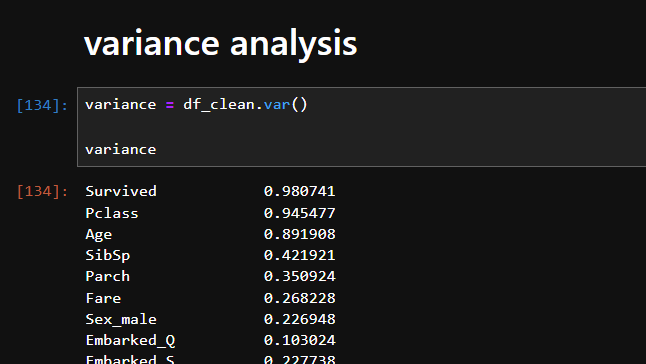 variance analysis
[134]: variance = df_clean.var()
variance
[134]: Survived 0.980741
Pclass 0.945477
Age 0.891908
SibSp 0.421921
Parch 0.350924
Fare 0.268228
Sex_male 0.226948
Embarked_Q 0.103024
Embarked_S 0.227738